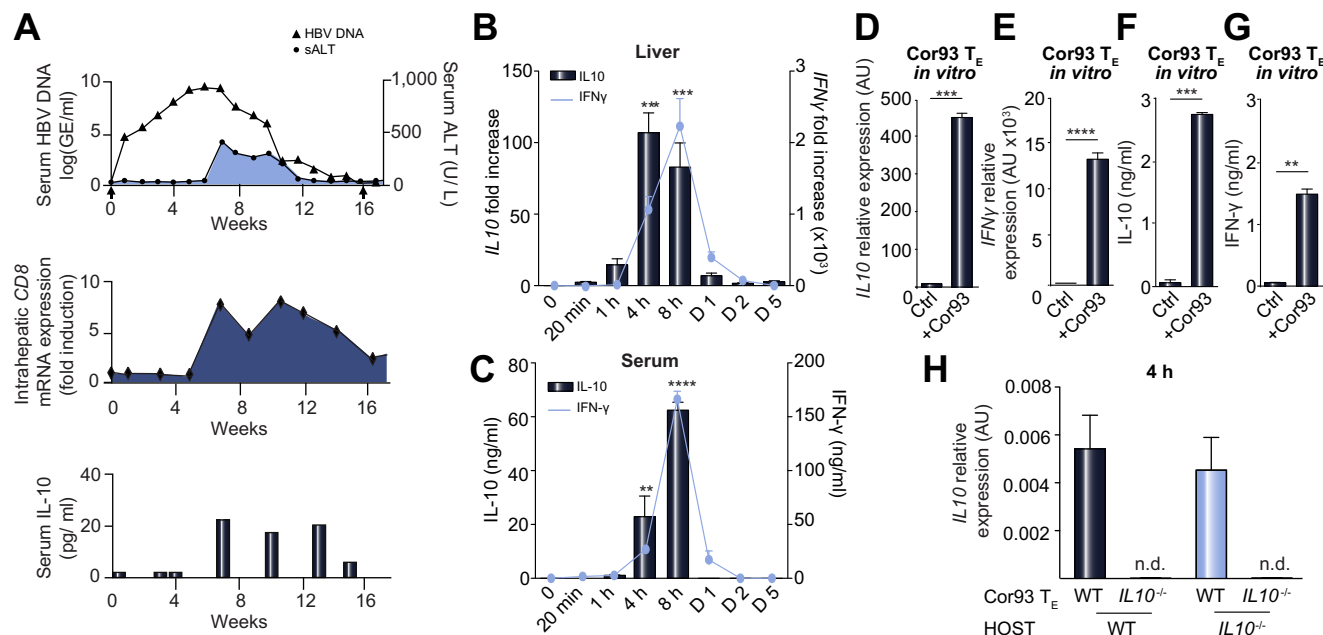 A
HBV DNA
sALT
Serum HBV DNA
log(GE/ml)
10
5
0
1,000
500
0
Serum ALT (U/L)
0 4 8 12 16
Weeks
Intrahepatic CD8
mRNA expression
(fold induction)
10
5
0
0 4 8 12 16
Weeks
Serum IL-10
(pg/ ml)
40
20
0
0 4 8 12 16
Weeks
B
Liver
IL10
IFNγ
IL10 fold increase
150
100
50
0
*** ***
3
2
1
0
IFNγ fold increase (x10³)
0 20 min 1 h 4 h 8 h D 1 D 2 D 5
C
Serum
IL-10
IFN-γ
IL-10 (ng/ml)
80
60
40
20
0
** ****
200
150
100
50
0
IFN-γ (ng/ml)
0 20 min 1 h 4 h 8 h D 1 D 2 D 5
D
Cor93 TE
in vitro
IL10 relative expression (AU)
500
400
300
200
100
0
***
Ctrl +Cor93
E
Cor93 TE
in vitro
IFNγ relative
expression (AU x10³)
20
15
10
5
0
****
Ctrl +Cor93
F
Cor93 TE
in vitro
IL-10 (ng/ml)
3
2
1
0
***
Ctrl +Cor93
G
Cor93 TE
in vitro
IFN-γ (ng/ml)
3
2
1
0
**
Ctrl +Cor93
H
4 h
IL10 relative
expression (AU)
0.008
0.006
0.004
0.002
n.d. n.d.
Cor93 TE WT IL10-/- WT IL10-/-
HOST WT IL10-/-